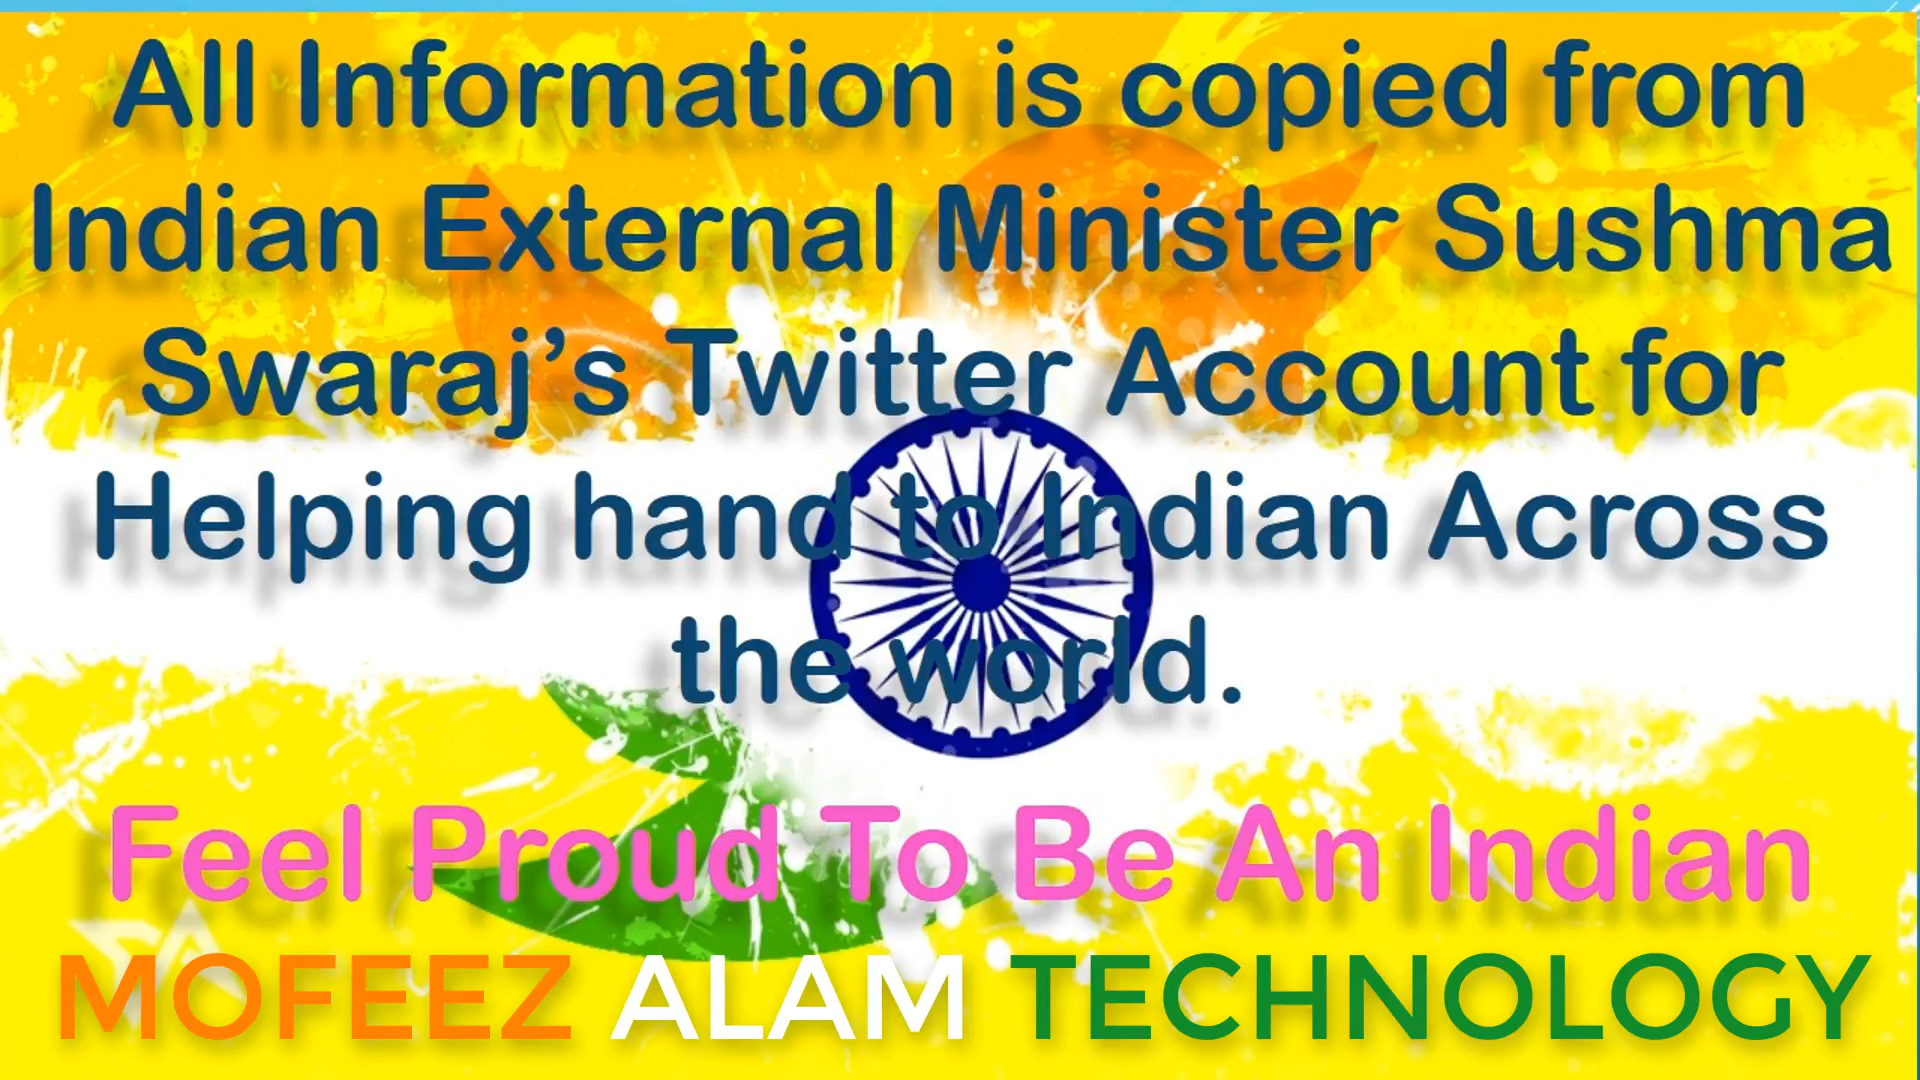 All Information is copied from
Indian External Minister Sushma
Swaraj’s Twitter Account for
Helping hand to Indian Across
the world.
Feel Proud To Be An Indian
MOFEEZ ALAM TECHNOLOGY